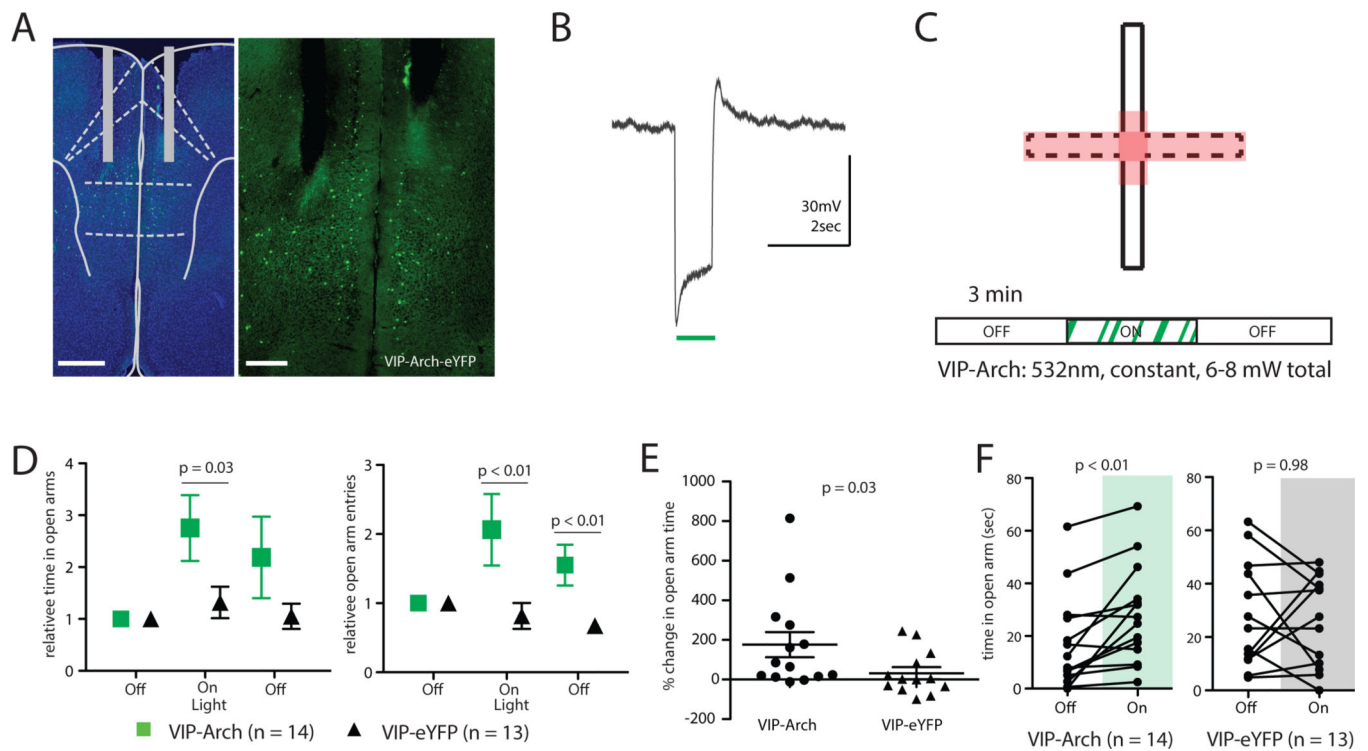 A
B
C
VIP-Arch-eYFP
30mV
2sec
3 min
OFF
ON
OFF
VIP-Arch: 532nm, constant, 6-8 mW total
D
relative time in open arms
4
3
2
1
0
p = 0.03
Off
On
Off
Light
relativee open arm entries
3
2
1
0
p < 0.01
p < 0.01
Off
On
Off
Light
VIP-Arch (n = 14)
VIP-eYFP (n = 13)
E
% change in open arm time
1000
800
600
400
200
0
-200
p = 0.03
VIP-Arch
VIP-eYFP
F
time in open arm (sec)
80
60
40
20
0
p < 0.01
Off
On
VIP-Arch (n = 14)
80
60
40
20
0
p = 0.98
Off
On
VIP-eYFP (n = 13)